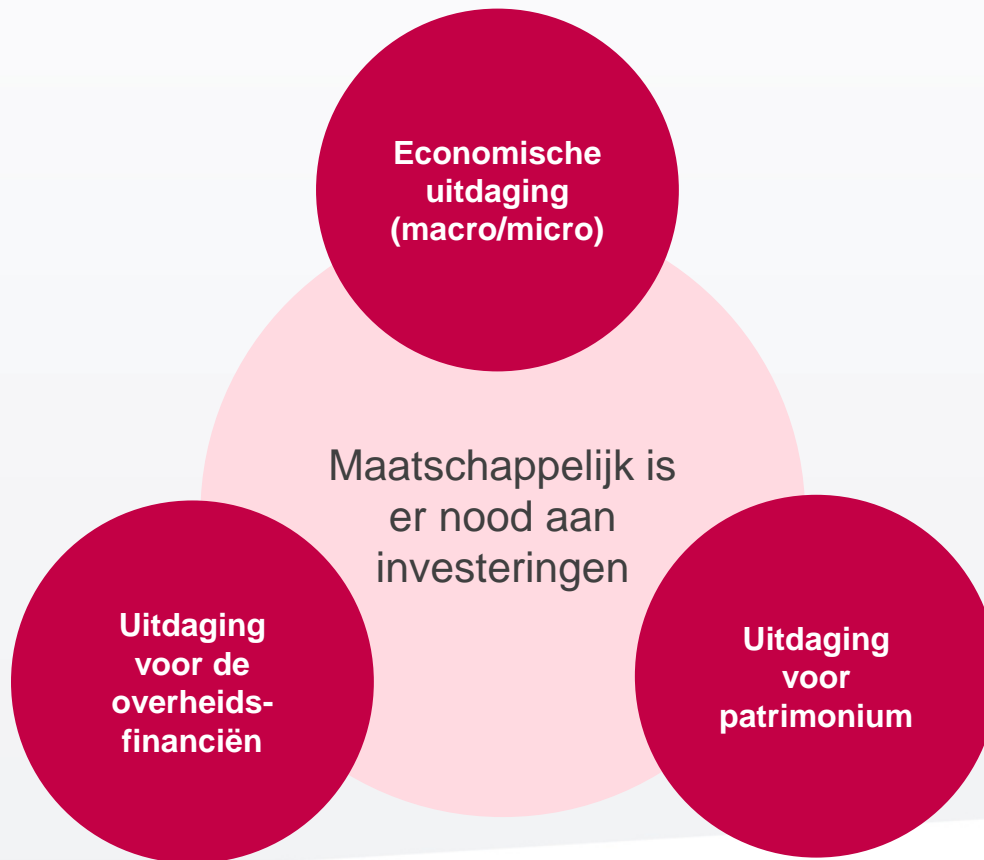 Economische
uitdaging
(macro/micro)
Maatschappelijk is
er nood aan
investeringen
Uitdaging
voor de
overheids-
financiën
Uitdaging
voor
patrimonium